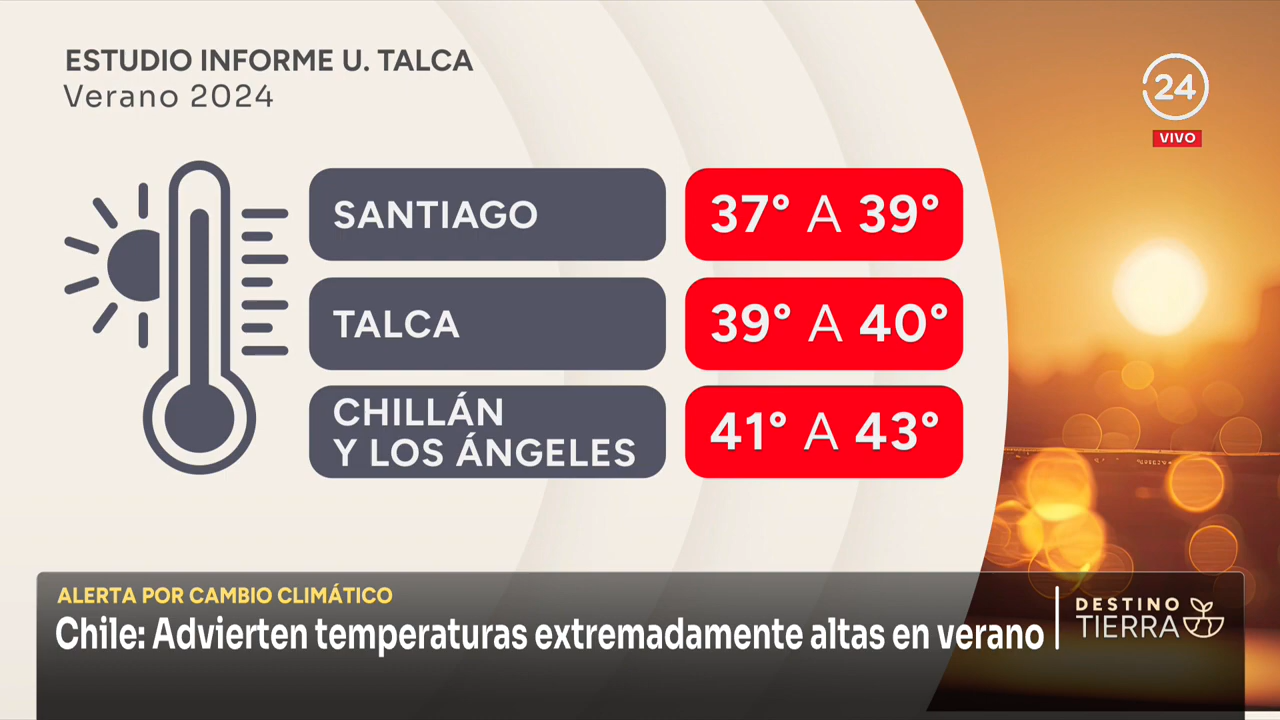 ESTUDIO INFORME U. TALCA
Verano 2024
24
VIVO
SANTIAGO
37° A 39°
TALCA
39° A 40°
CHILLÁN
Y LOS ÁNGELES
41° A 43°
ALERTA POR CAMBIO CLIMÁTICO
Chile: Advierten temperaturas extremadamente altas en verano
DESTINO
TIERRA